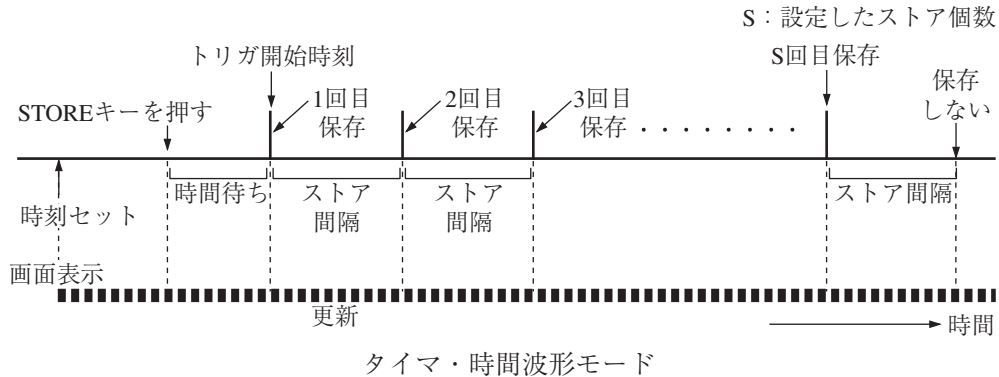 S：設定したストア個数
トリガ開始時刻
S回目保存
保存
しない
STOREキーを押す
1回目
保存
2回目
保存
3回目
保存
・・・・・・・・
時間待ち
ストア
間隔
ストア
間隔
ストア間隔
時刻セット
画面表示
更新
時間
タイマ・時間波形モード